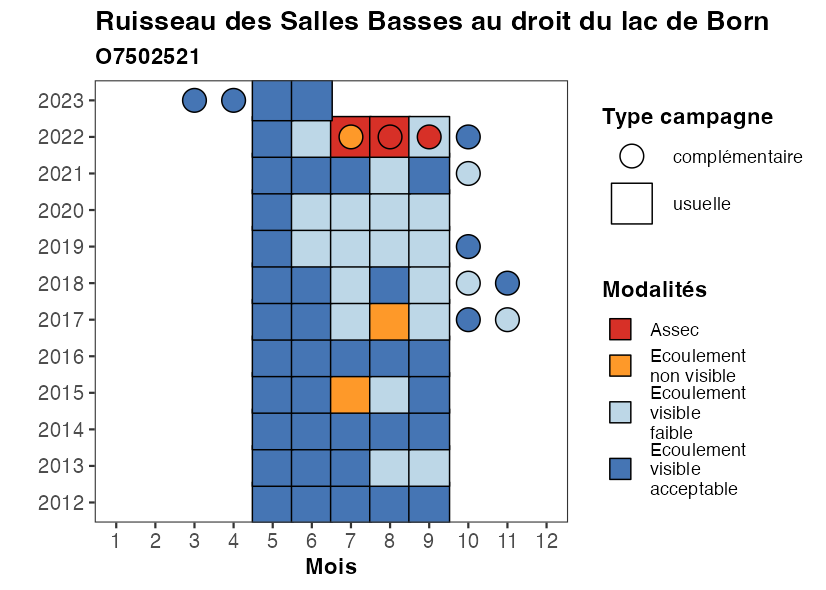 Ruisseau des Salles Basses au droit du lac de Born
O7502521
2023
2022
2021
2020
2019
2018
2017
2016
2015
2014
2013
2012
1 2 3 4 5 6 7 8 9 10 11 12
Mois
Type campagne
complémentaire
usuelle
Modalités
Assec
Ecoulement
non visible
Ecoulement
visible
faible
Ecoulement
visible
acceptable